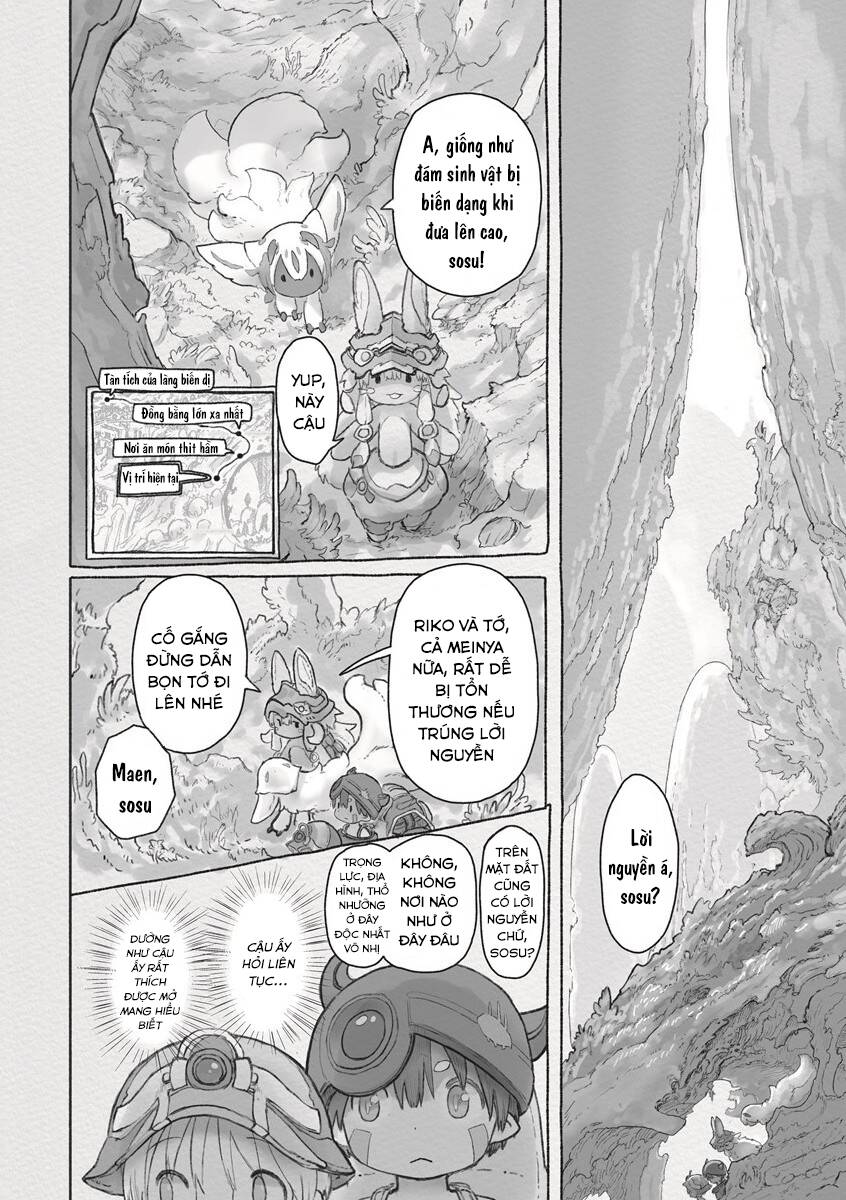 Lời
nguyền á,
sosu?
A, giống như
đám sinh vật bị
biến dạng khi
đưa lên cao,
sosu!
YUP,
NÀY
CẬU
Tàn tích của làng biến dị
Đồng bằng lớn xa nhất
Nơi ăn món thịt hầm
Vị trí hiện tại
RIKO VÀ TỚ,
CẢ MEINYA
NỮA, RẤT DỄ
BỊ TỔN
THƯƠNG NẾU
TRÚNG LỜI
NGUYỀN
CỐ GẮNG
ĐỪNG DẪN
BỌN TỚ ĐI
LÊN NHÉ
Maen,
sosu
TRÊN
MẶT ĐẤT
CŨNG
CÓ LỜI
NGUYỀN
CHỨ,
SOSU?
KHÔNG,
KHÔNG
NƠI NÀO
NHƯ Ở
ĐÂY ĐÂU
TRỌNG
LỰC, ĐỊA
HÌNH, THỔ
NHƯỠNG
Ở ĐÂY
ĐỘC NHẤT
VÔ NHỊ
CẬU ẤY
HỎI LIÊN
TỤC...
DƯỜNG
NHƯ CẬU
ẤY RẤT
THÍCH
ĐƯỢC MỞ
MANG HIỂU
BIẾT